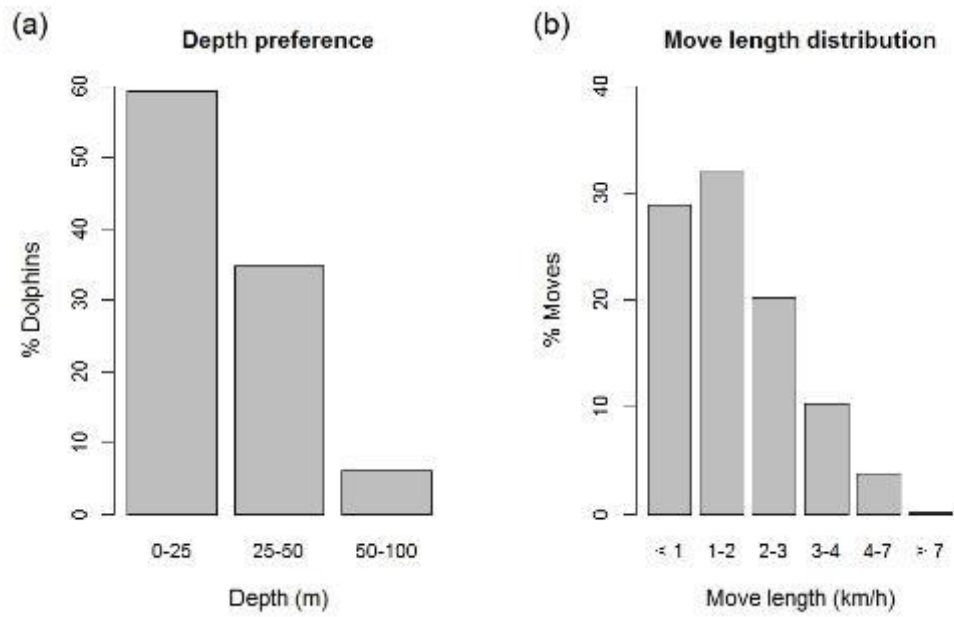 (a)
Depth preference
% Dolphins
60
50
40
30
20
10
0
0-25 25-50 50-100
Depth (m)
(b)
Move length distribution
% Moves
40
30
20
10
0
< 1 1-2 2-3 3-4 4-7 > 7
Move length (km/h)